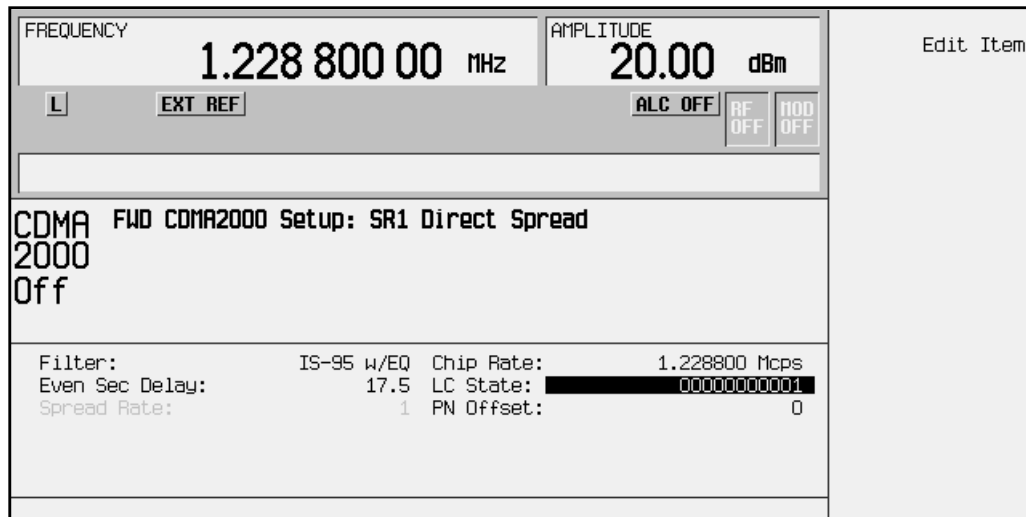 FREQUENCY
1.228 800 00 MHz
AMPLITUDE
20.00 dBm
Edit Item
L
EXT REF
ALC OFF
RF
OFF
MOD
OFF
CDMA
2000
Off
FWD CDMA2000 Setup: SR1 Direct Spread
Filter: IS-95 w/EQ Chip Rate: 1.228800 Mcps
Even Sec Delay: 17.5 LC State: 00000000001
Spread Rate: 1 PN Offset: 0